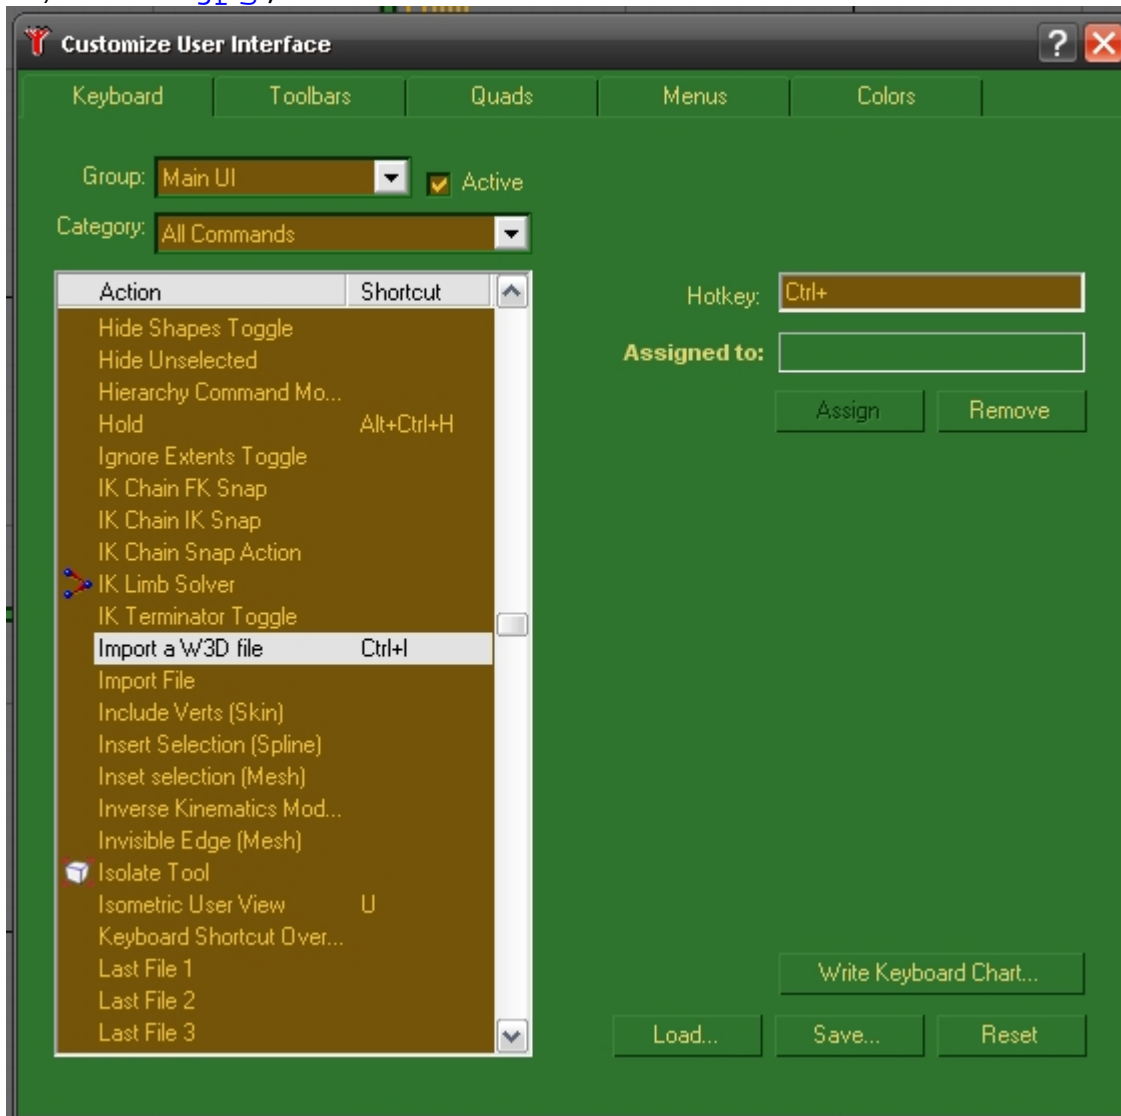 Customize User Interface
Keyboard Toolbars Quads Menus Colors
Group: Main UI Active
Category: All Commands
Action Shortcut
Hide Shapes Toggle
Hide Unselected
Hierarchy Command Mo...
Hold Alt+Ctrl+H
Ignore Extents Toggle
IK Chain FK Snap
IK Chain IK Snap
IK Chain Snap Action
IK Limb Solver
IK Terminator Toggle
Import a W3D file Ctrl+I
Import File
Include Verts (Skin)
Insert Selection (Spline)
Inset selection (Mesh)
Inverse Kinematics Mod...
Invisible Edge (Mesh)
Isolate Tool
Isometric User View U
Keyboard Shortcut Over...
Last File 1
Last File 2
Last File 3
Hotkey: Ctrl+
Assigned to:
Assign Remove
Write Keyboard Chart...
Load... Save... Reset